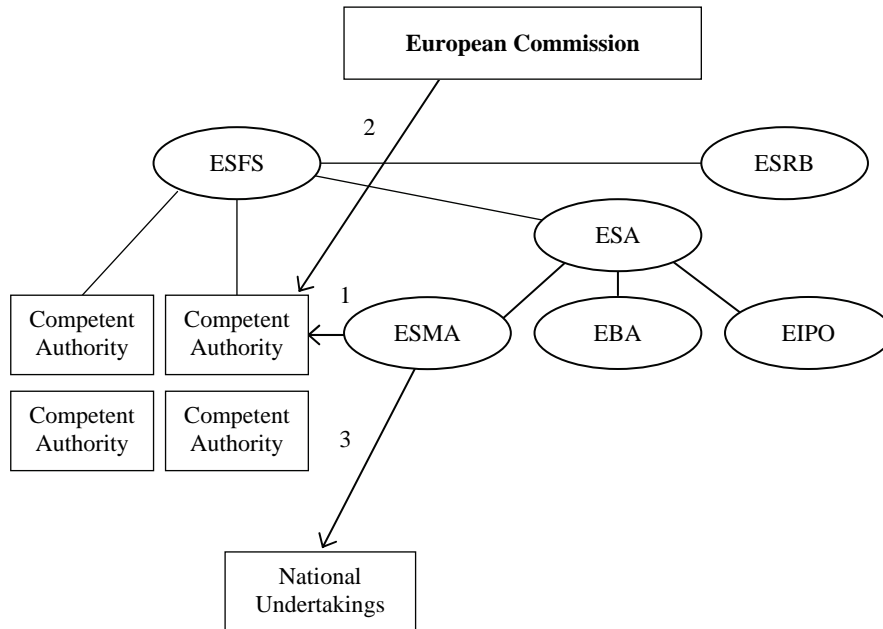 European Commission
2
ESFS
ESRB
ESA
Competent
Authority
Competent
Authority
1
ESMA
EBA
EIPO
Competent
Authority
Competent
Authority
3
National
Undertakings